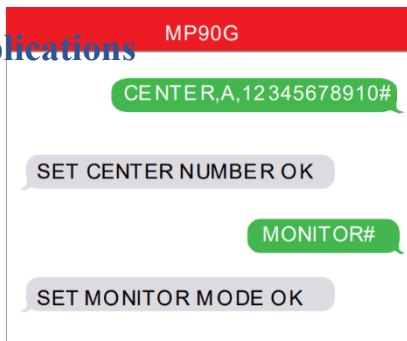 MP90G
plications
CENTER,A,12345678910#
SET CENTER NUMBER OK
MONITOR#
SET MONITOR MODE OK